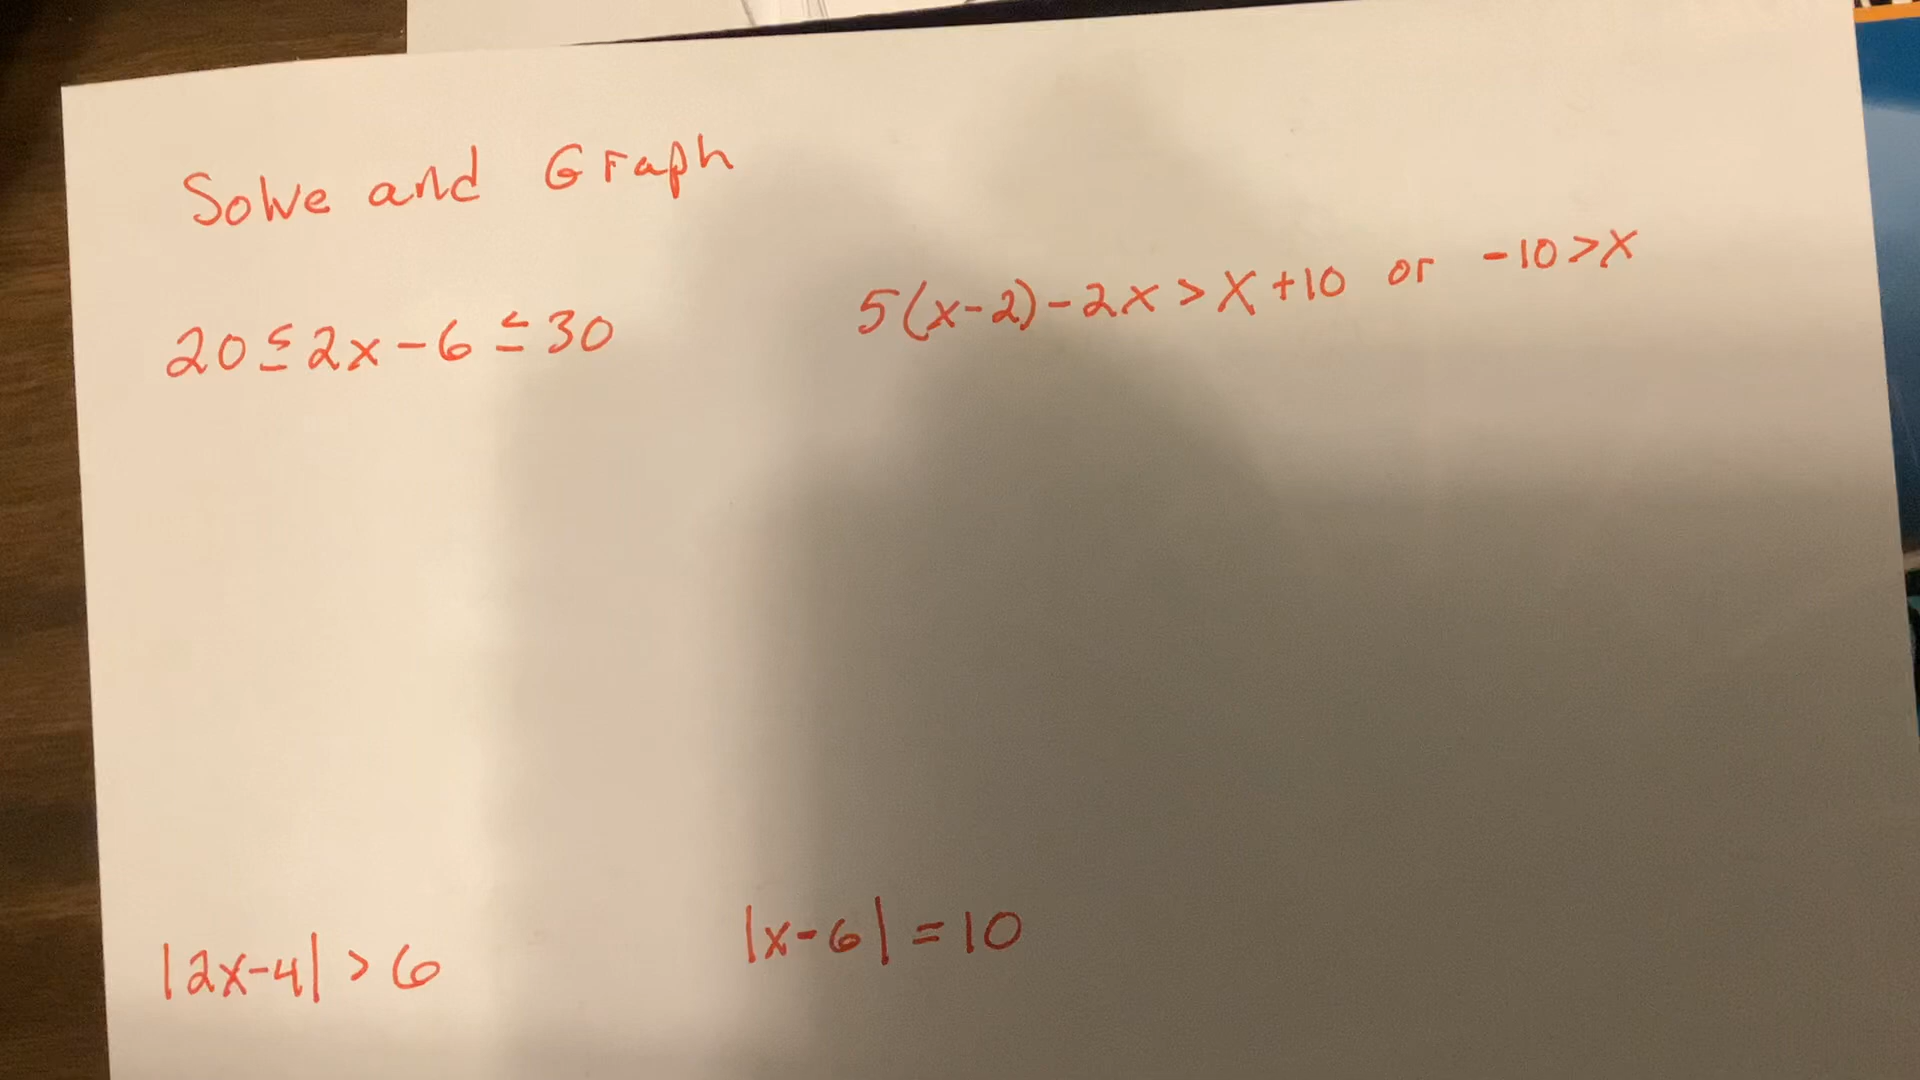 Solve and Graph
20 ≤ 2x - 6 ≤ 30
5(x-2) - 2x > x + 10 or -10 > x
|2x-4| > 6
|x-6| = 10